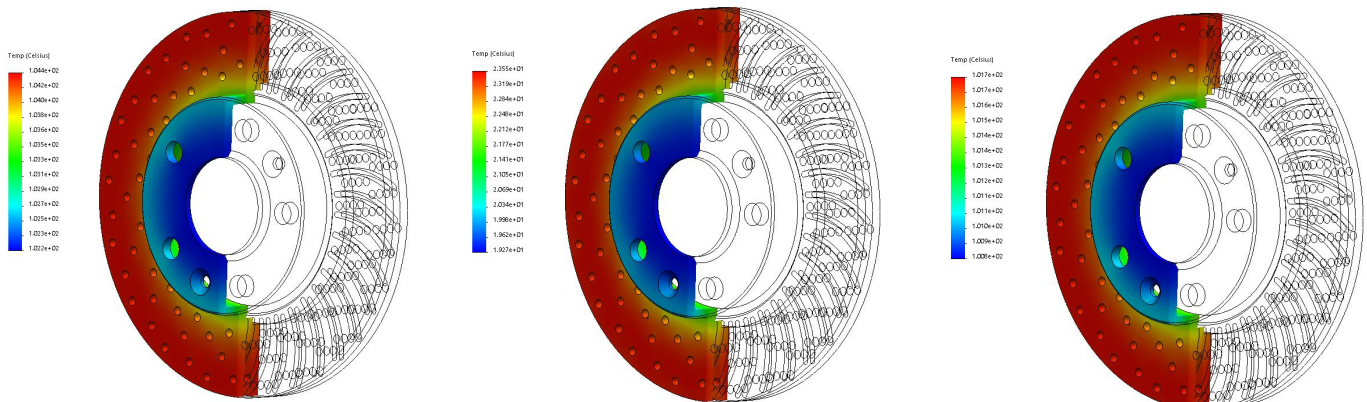 Temp (Celsius)
1.044e+02
1.042e+02
1.040e+02
1.038e+02
1.036e+02
1.035e+02
1.033e+02
1.031e+02
1.029e+02
1.027e+02
1.025e+02
1.023e+02
1.022e+02
Temp (Celsius)
2.355e+01
2.319e+01
2.284e+01
2.248e+01
2.212e+01
2.177e+01
2.141e+01
2.105e+01
2.069e+01
2.034e+01
1.998e+01
1.962e+01
1.927e+01
Temp (Celsius)
1.017e+02
1.017e+02
1.016e+02
1.015e+02
1.014e+02
1.014e+02
1.013e+02
1.012e+02
1.011e+02
1.011e+02
1.010e+02
1.009e+02
1.008e+02